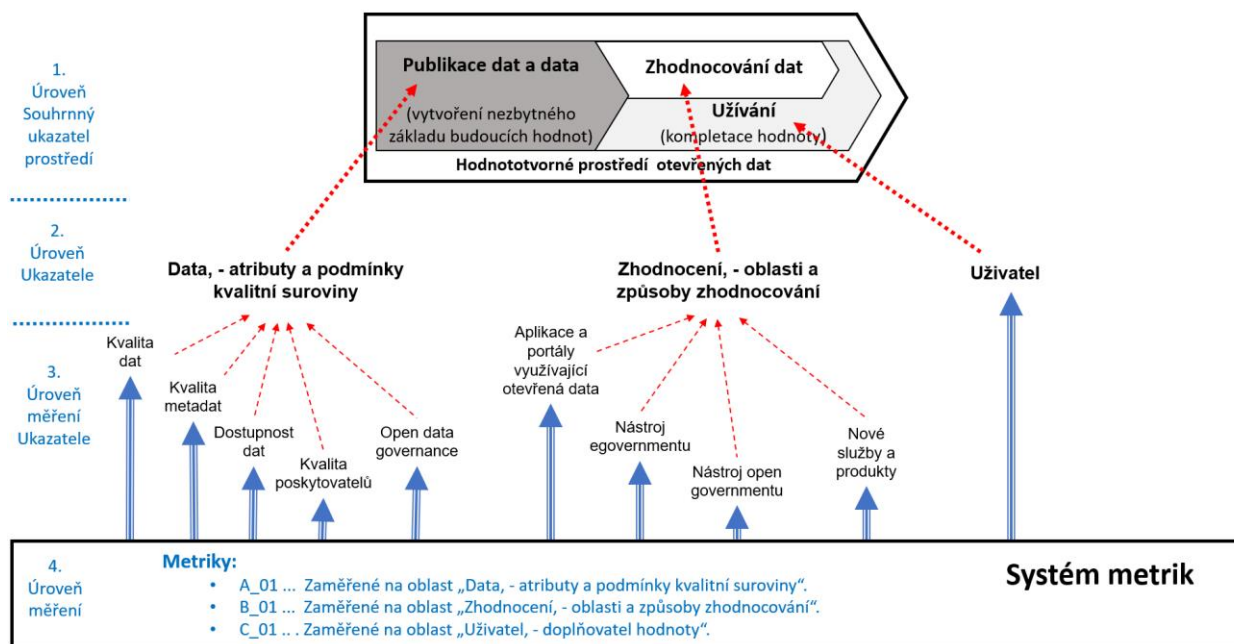 1.
Úroveň
Souhrnný
ukazatel
prostředí
Publikace dat a data
(vytvoření nezbytného
základu budoucích hodnot)
Zhodnocování dat
Užívání
(kompletace hodnoty)
Hodnototvorné prostředí otevřených dat
2.
Úroveň
Ukazatele
Data, - atributy a podmínky
kvalitní suroviny
Zhodnocení, - oblasti a
způsoby zhodnocování
Uživatel
3.
Úroveň
měření
Ukazatele
Kvalita
dat
Kvalita
metadat
Dostupnost
dat
Kvalita
poskytovatelů
Open data
governance
Aplikace a
portály
využívající
otevřená data
Nástroj
egovernmentu
Nástroj open
governmentu
Nové
služby a
produkty
4.
Úroveň
měření
Metriky:
• A_01 ... Zaměřené na oblast „Data, - atributy a podmínky kvalitní suroviny“.
• B_01 ... Zaměřené na oblast „Zhodnocení, - oblasti a způsoby zhodnocování“.
• C_01 .. . Zaměřené na oblast „Uživatel, - doplňovatel hodnoty“.
Systém metrik